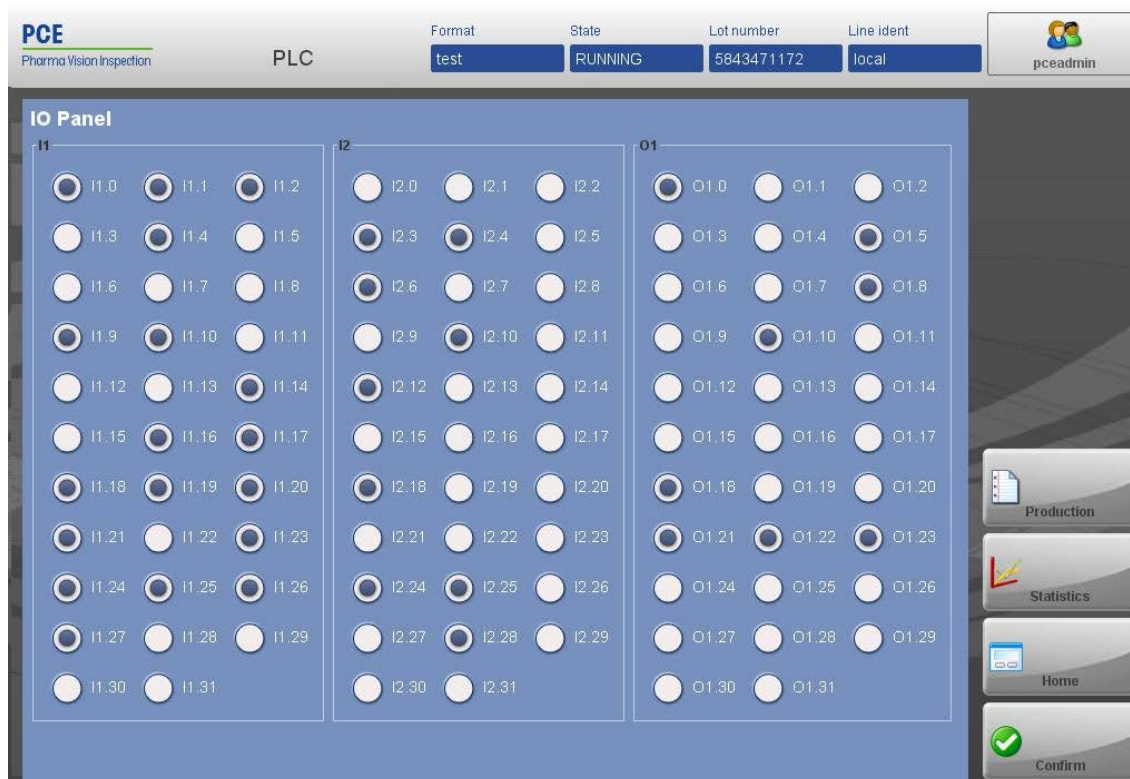 PCE
Pharma Vision Inspection
PLC
Format State Lot number Line ident
test RUNNING 5843471172 local
pceadmin
IO Panel
I1 I2 O1
I1.0 I1.1 I1.2 I2.0 I2.1 I2.2 O1.0 O1.1 O1.2
I1.3 I1.4 I1.5 I2.3 I2.4 I2.5 O1.3 O1.4 O1.5
I1.6 I1.7 I1.8 I2.6 I2.7 I2.8 O1.6 O1.7 O1.8
I1.9 I1.10 I1.11 I2.9 I2.10 I2.11 O1.9 O1.10 O1.11
I1.12 I1.13 I1.14 I2.12 I2.13 I2.14 O1.12 O1.13 O1.14
I1.15 I1.16 I1.17 I2.15 I2.16 I2.17 O1.15 O1.16 O1.17
I1.18 I1.19 I1.20 I2.18 I2.19 I2.20 O1.18 O1.19 O1.20
I1.21 I1.22 I1.23 I2.21 I2.22 I2.23 O1.21 O1.22 O1.23
I1.24 I1.25 I1.26 I2.24 I2.25 I2.26 O1.24 O1.25 O1.26
I1.27 I1.28 I1.29 I2.27 I2.28 I2.29 O1.27 O1.28 O1.29
I1.30 I1.31 I2.30 I2.31 O1.30 O1.31
Production
Statistics
Home
Confirm